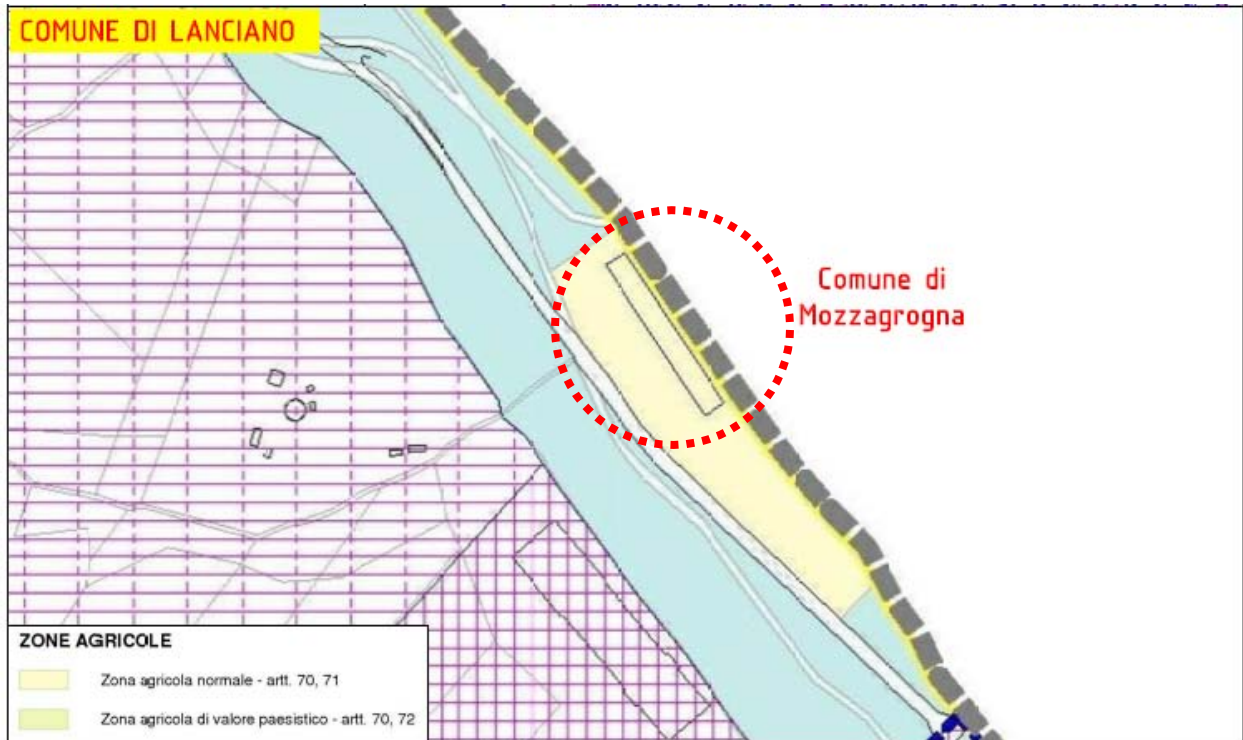 COMUNE DI LANCIANO
Comune di
Mozzagrogna
ZONE AGRICOLE
Zona agricola normale - artt. 70, 71
Zona agricola di valore paesistico - artt. 70, 72